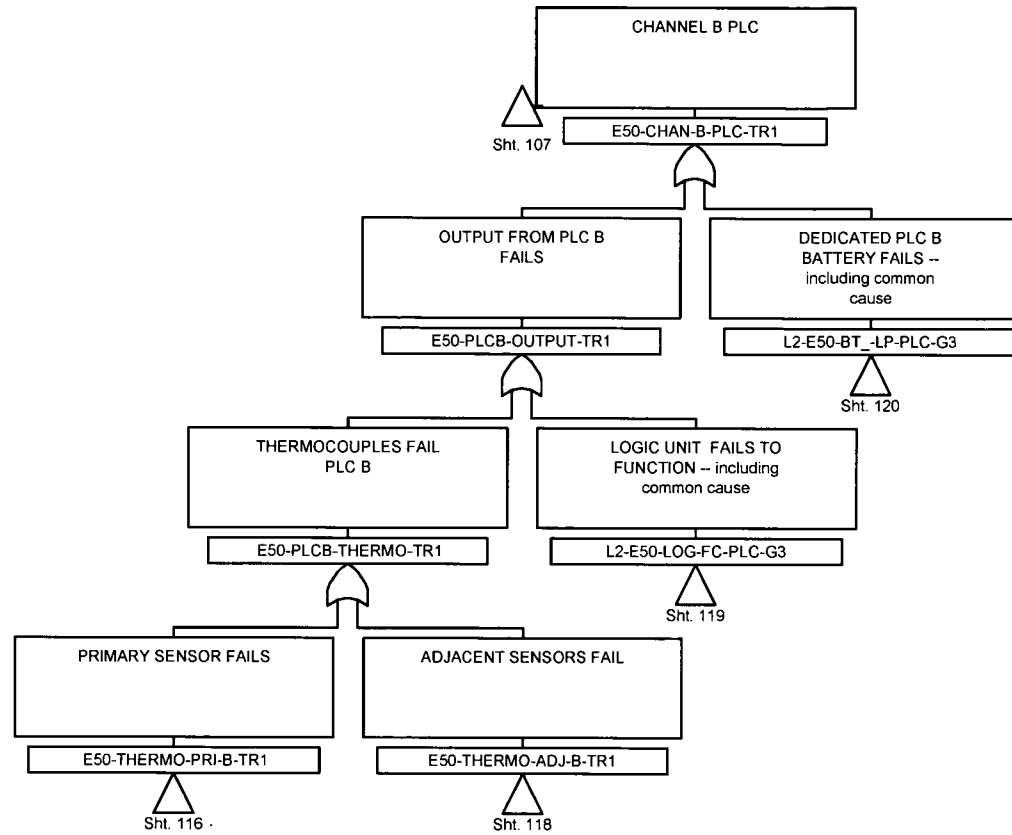 CHANNEL B PLC
Sht. 107
E50-CHAN-B-PLC-TR1
OUTPUT FROM PLC B
FAILS
E50-PLCB-OUTPUT-TR1
DEDICATED PLC B
BATTERY FAILS --
including common
cause
L2-E50-BT_-LP-PLC-G3
Sht. 120
THERMOCOUPLES FAIL
PLC B
E50-PLCB-THERMO-TR1
LOGIC UNIT FAILS TO
FUNCTION -- including
common cause
L2-E50-LOG-FC-PLC-G3
Sht. 119
PRIMARY SENSOR FAILS
E50-THERMO-PRI-B-TR1
Sht. 116
ADJACENT SENSORS FAIL
E50-THERMO-ADJ-B-TR1
Sht. 118